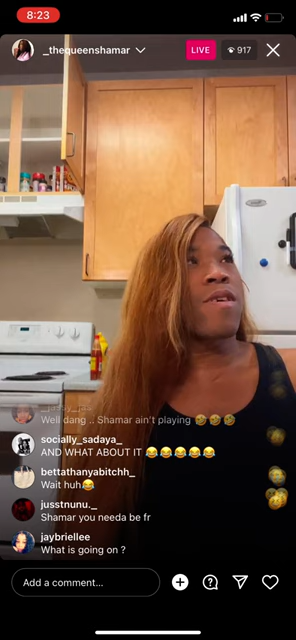 8:23
_thequeenshamar
LIVE
917
Well dang .. Shamar ain't playing 🤣🤣🤣
socially_sadaya_
AND WHAT ABOUT IT 😂😂😂😂😂
bettathanyabitchh_
Wait huh😂
jusstnunu._
Shamar you needa be fr
jaybriellee
What is going on ?
Add a comment...